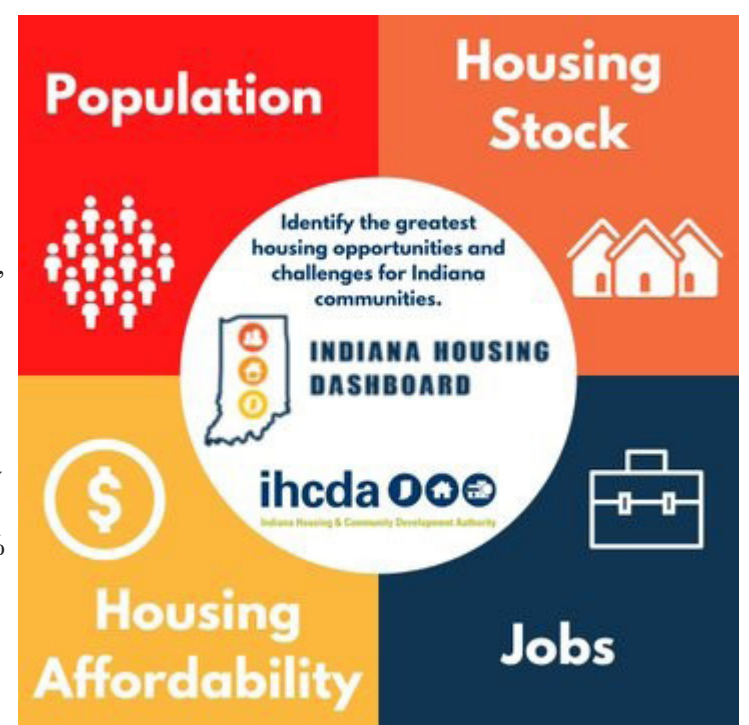 Population
Housing
Stock
Identify the greatest
housing opportunities and
challenges for Indiana
communities.
INDIANA HOUSING
DASHBOARD
ihcda
Indiana Housing & Community Development Authority
$
Housing
Affordability
Jobs
,
%